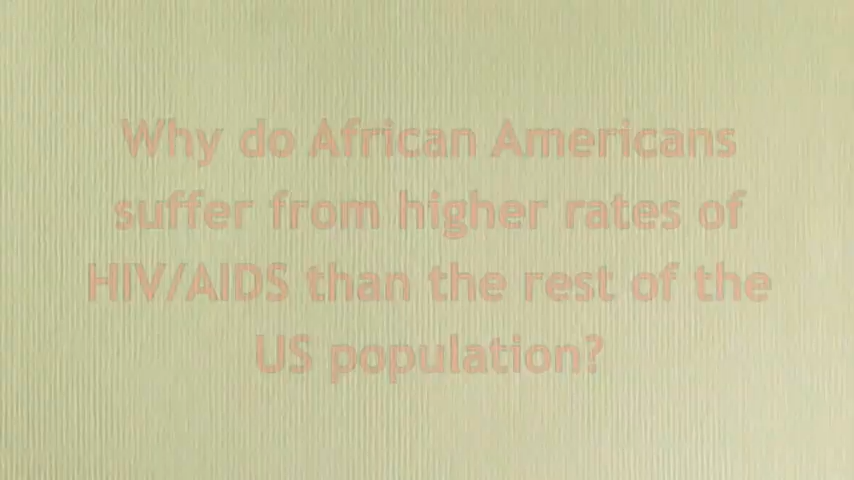 Why do African Americans
suffer from higher rates of
HIV/AIDS than the rest of the
US population?